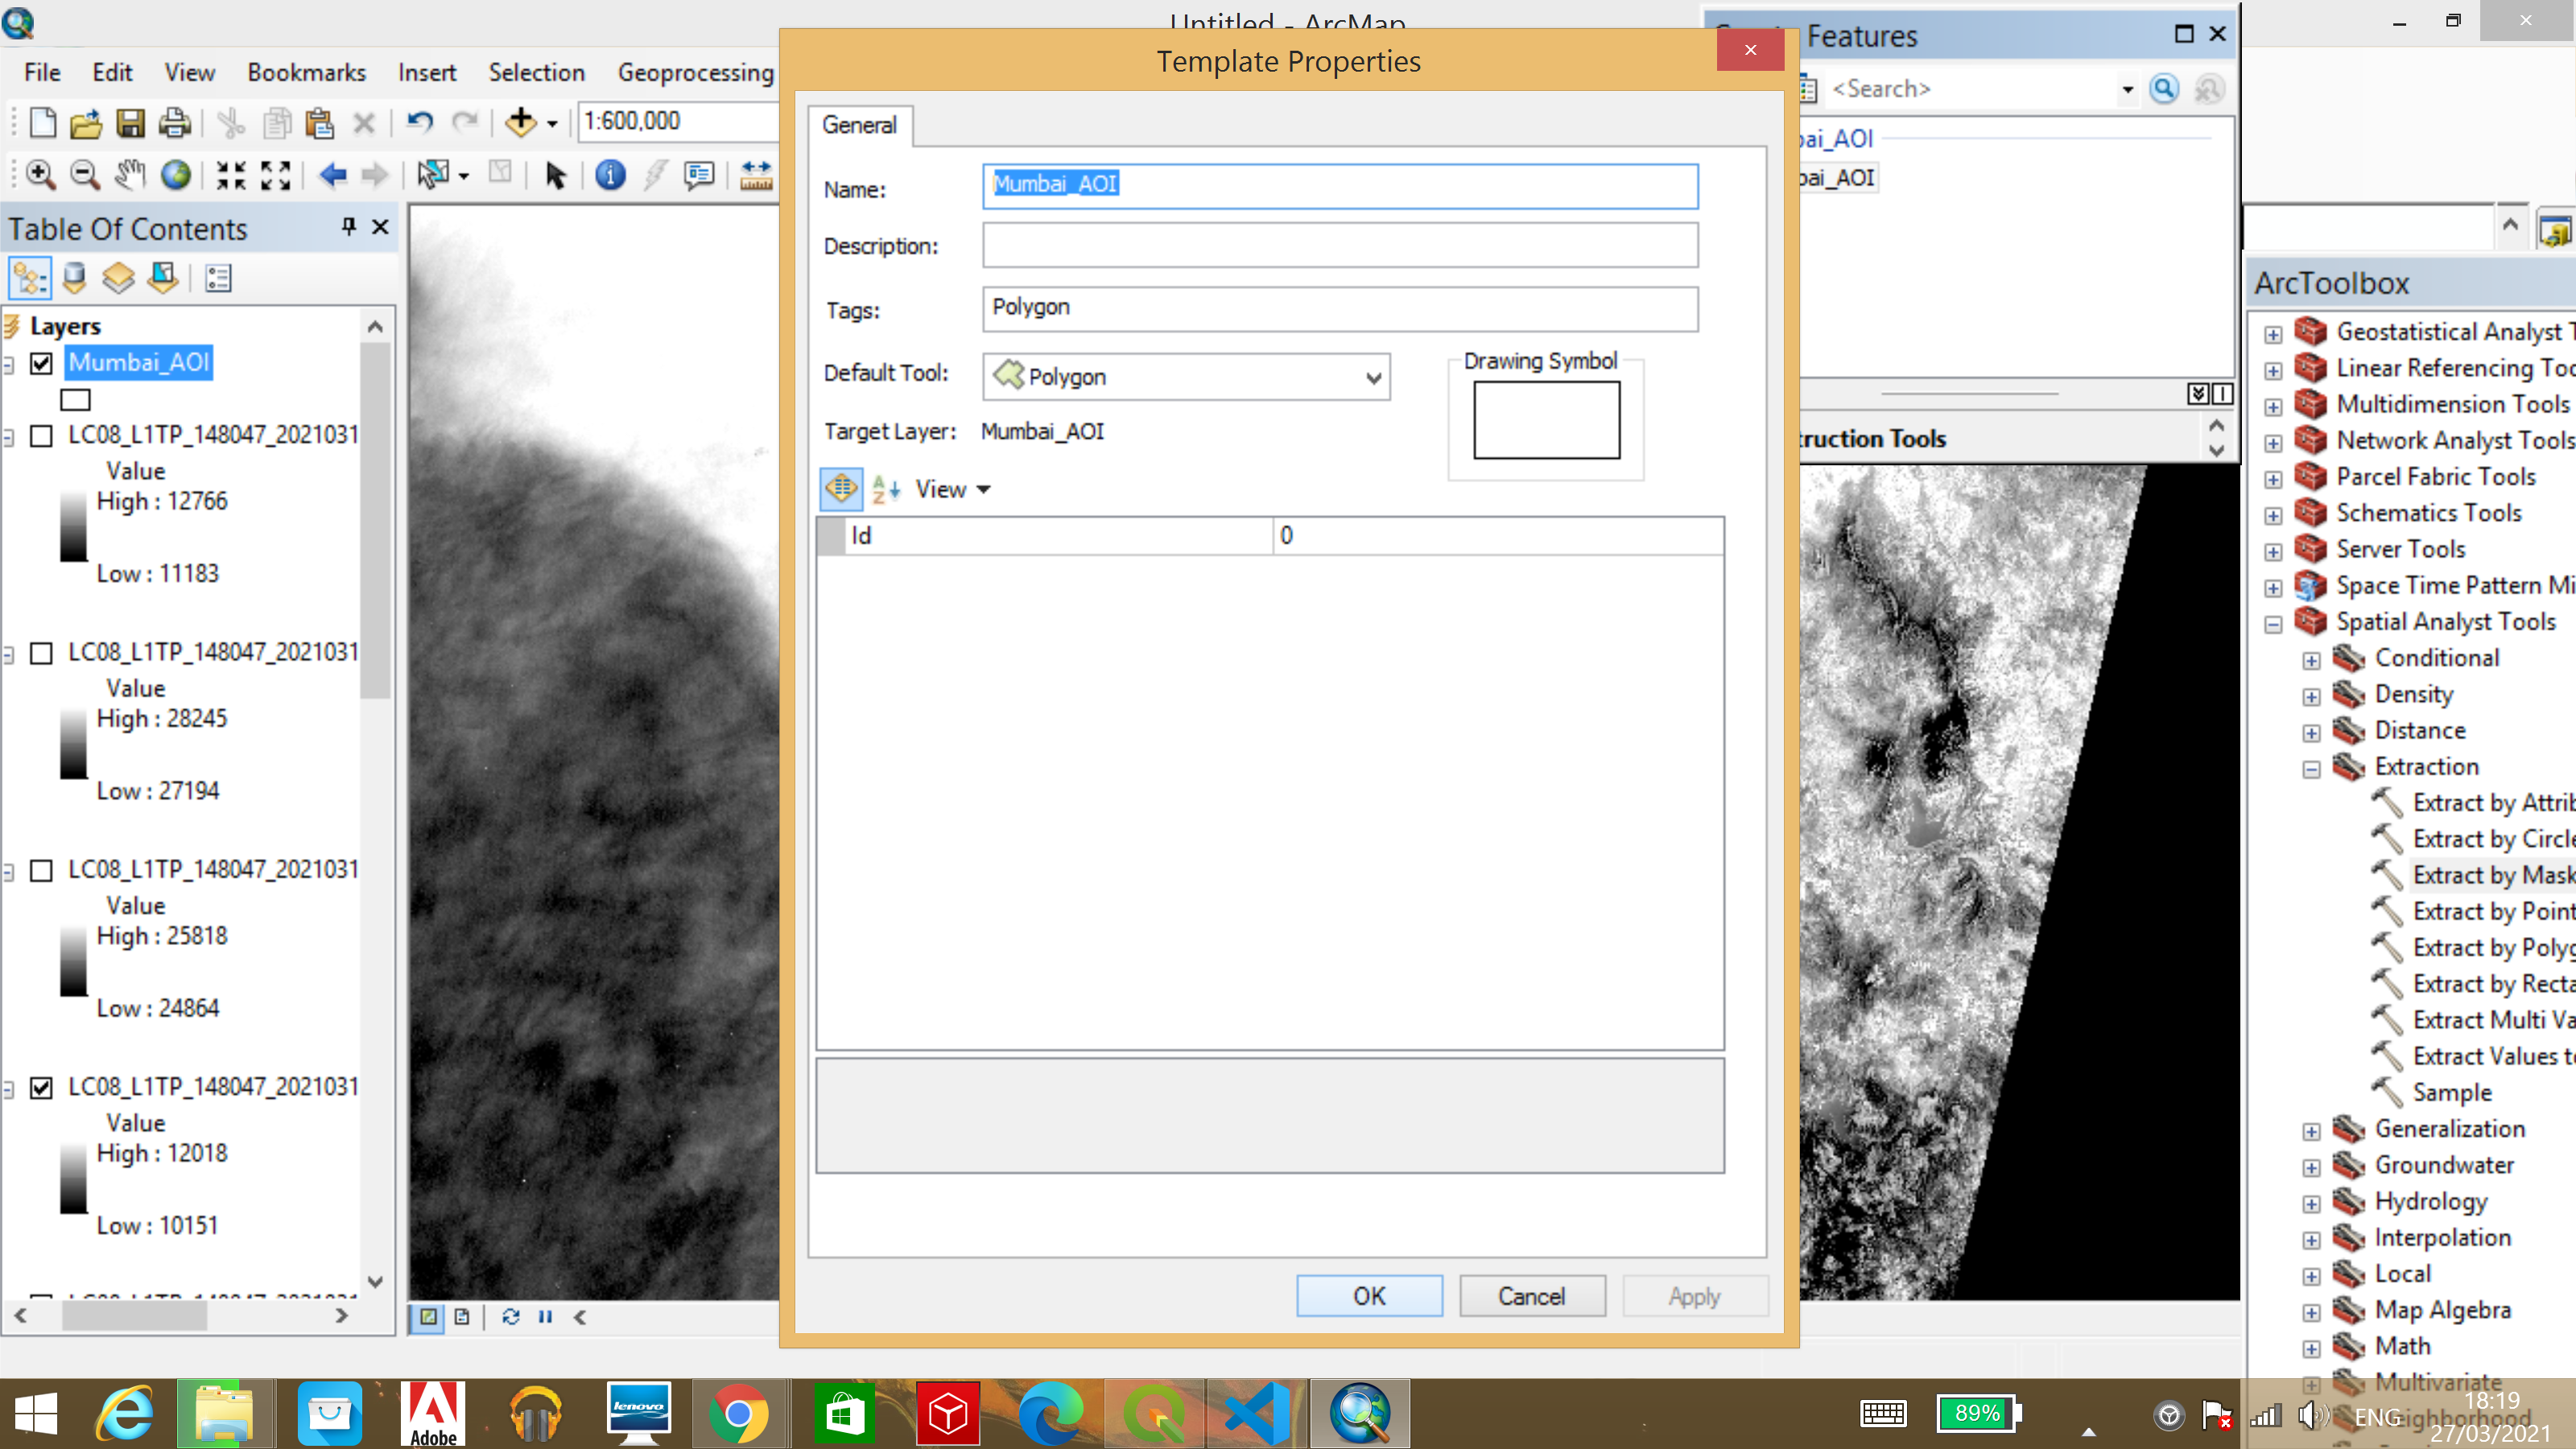 Untitled - ArcMap
File Edit View Bookmarks Insert Selection Geoprocessing
1:600,000
Table Of Contents
Layers
Mumbai_AOI
LC08_L1TP_148047_2021031
Value
High : 12766
Low : 11183
LC08_L1TP_148047_2021031
Value
High : 28245
Low : 27194
LC08_L1TP_148047_2021031
Value
High : 25818
Low : 24864
LC08_L1TP_148047_2021031
Value
High : 12018
Low : 10151
Template Properties
General
Name: Mumbai_AOI
Description:
Tags: Polygon
Default Tool: Polygon
Drawing Symbol
Target Layer: Mumbai_AOI
View
Id 0
OK Cancel Apply
Features
<Search>
bai_AOI
bai_AOI
truction Tools
ArcToolbox
Geostatistical Analyst T
Linear Referencing Too
Multidimension Tools
Network Analyst Tools
Parcel Fabric Tools
Schematics Tools
Server Tools
Space Time Pattern Mi
Spatial Analyst Tools
Conditional
Density
Distance
Extraction
Extract by Attrib
Extract by Circle
Extract by Mask
Extract by Point
Extract by Polyg
Extract by Recta
Extract Multi Va
Extract Values to
Sample
Generalization
Groundwater
Hydrology
Interpolation
Local
Map Algebra
Math
Multivariate
Neighborhood
Adobe
lenovo
89%
ENG
18:19
27/03/2021